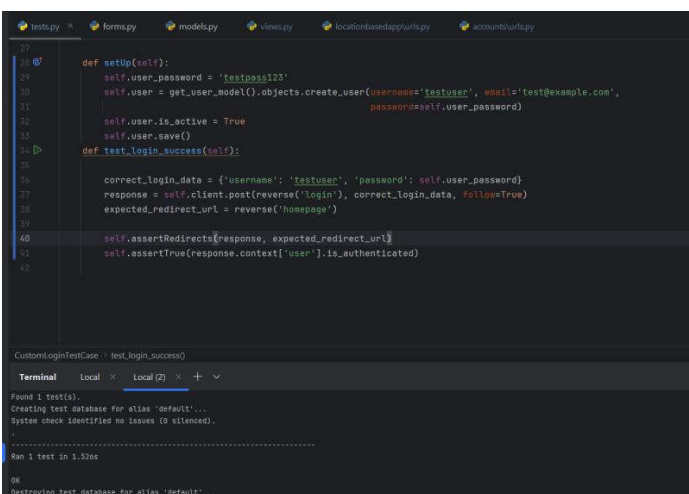 tests.py × forms.py models.py views.py locationbasedapp\urls.py accounts\urls.py
27
28 def setUp(self):
29 self.user_password = 'testpass123'
30 self.user = get_user_model().objects.create_user(username='testuser', email='test@example.com',
31 password=self.user_password)
32 self.user.is_active = True
33 self.user.save()
34 def test_login_success(self):
35
36 correct_login_data = {'username': 'testuser', 'password': self.user_password}
37 response = self.client.post(reverse('login'), correct_login_data, follow=True)
38 expected_redirect_url = reverse('homepage')
39
40 self.assertRedirects(response, expected_redirect_url)
41 self.assertTrue(response.context['user'].is_authenticated)
42
CustomLoginTestCase › test_login_success()
Terminal Local × Local (2) × +
Found 1 test(s).
Creating test database for alias 'default'...
System check identified no issues (0 silenced).
.
----------------------------------------------------------------------
Ran 1 test in 1.526s
OK
Destroying test database for alias 'default'